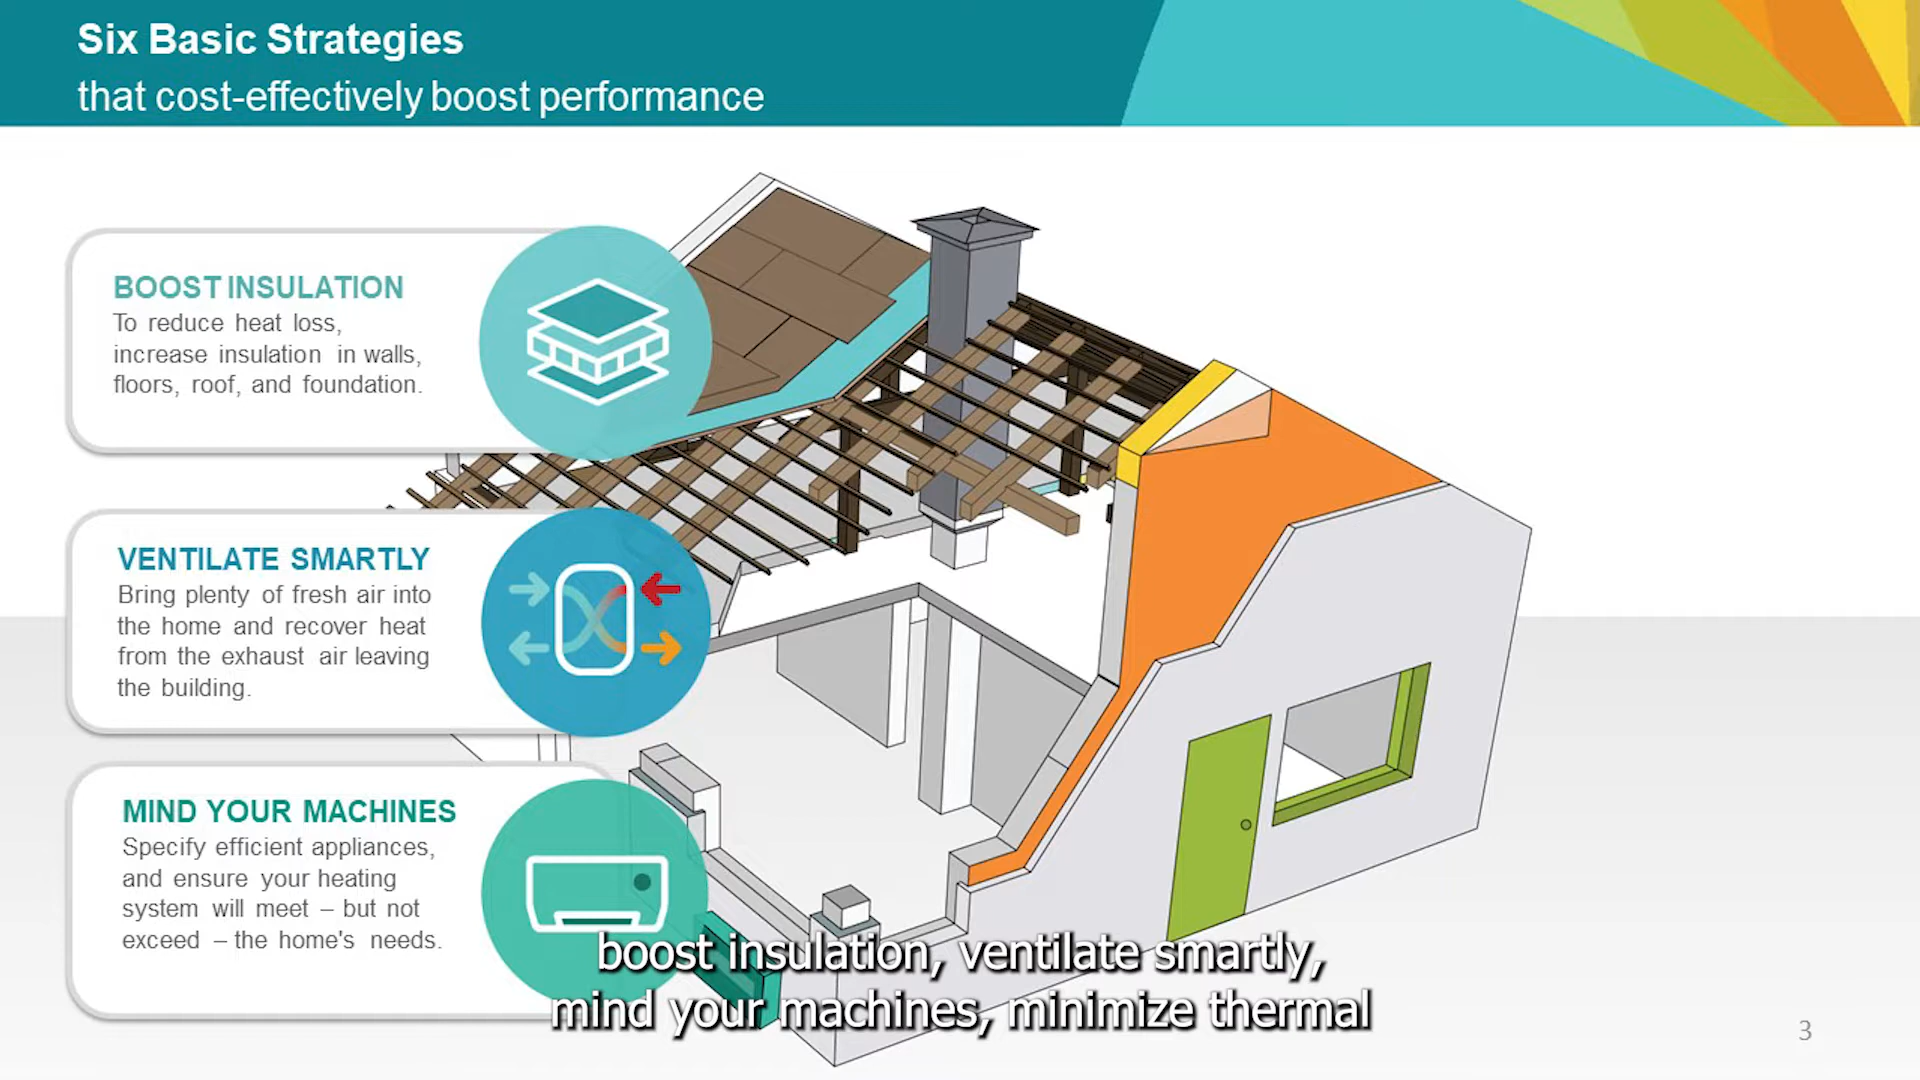 Six Basic Strategies
that cost-effectively boost performance
BOOST INSULATION
To reduce heat loss,
increase insulation in walls,
floors, roof, and foundation.
VENTILATE SMARTLY
Bring plenty of fresh air into
the home and recover heat
from the exhaust air leaving
the building.
MIND YOUR MACHINES
Specify efficient appliances,
and ensure your heating
system will meet – but not
exceed – the home's needs.
boost insulation, ventilate smartly,
mind your machines, minimize thermal
3